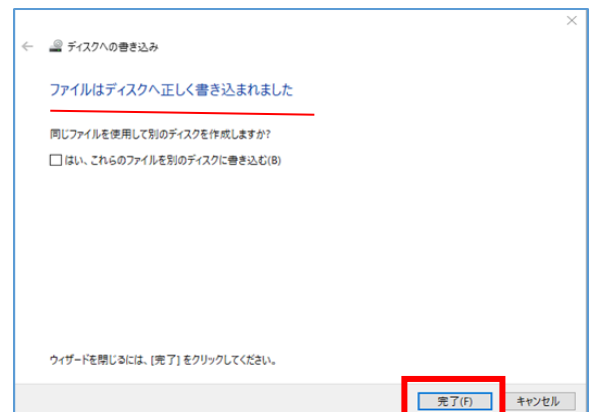 ディスクへの書き込み
ファイルはディスクへ正しく書き込まれました
同じファイルを使用して別のディスクを作成しますか?
はい、これらのファイルを別のディスクに書き込む(B)
ウィザードを閉じるには、[完了] をクリックしてください。
完了(F) キャンセル